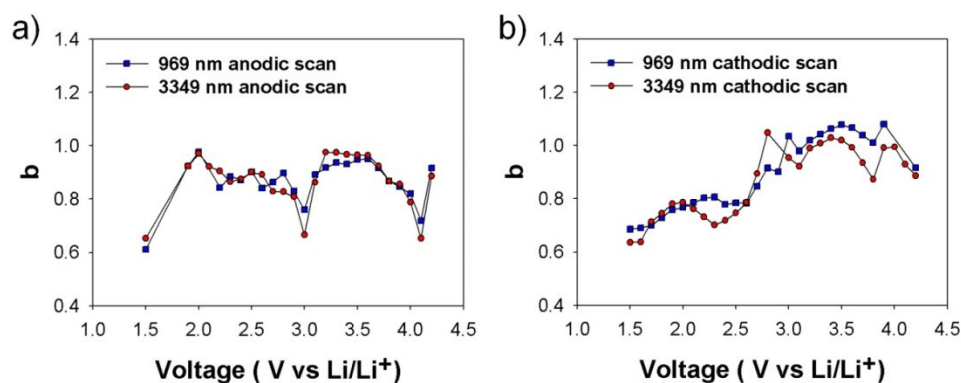 a)
1.4
1.2
1.0
0.8
0.6
0.4
b
969 nm anodic scan
3349 nm anodic scan
1.0 1.5 2.0 2.5 3.0 3.5 4.0 4.5
Voltage ( V vs Li/Li⁺)
b)
1.4
1.2
1.0
0.8
0.6
0.4
b
969 nm cathodic scan
3349 nm cathodic scan
1.0 1.5 2.0 2.5 3.0 3.5 4.0 4.5
Voltage ( V vs Li/Li⁺)